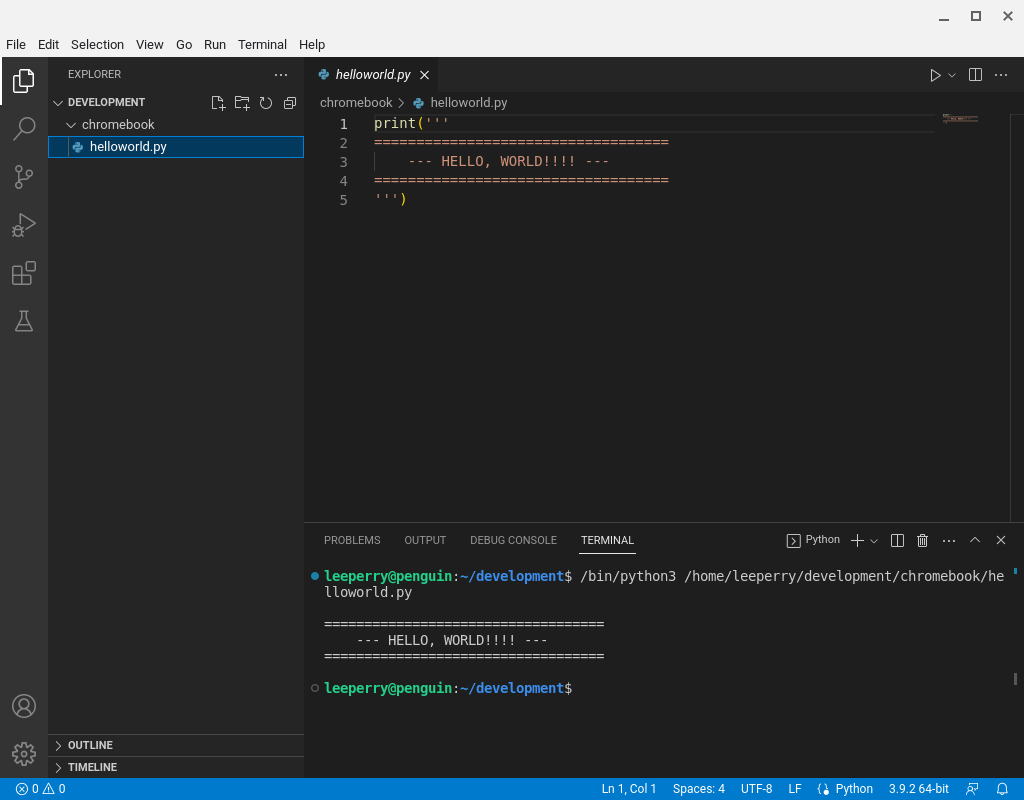 File Edit Selection View Go Run Terminal Help
EXPLORER
DEVELOPMENT
chromebook
helloworld.py
OUTLINE
TIMELINE
helloworld.py
chromebook > helloworld.py
1 print('''
2 ===================================
3     --- HELLO, WORLD!!!! ---
4 ===================================
5 ''')
PROBLEMS OUTPUT DEBUG CONSOLE TERMINAL Python
leeperry@penguin:~/development$ /bin/python3 /home/leeperry/development/chromebook/he
lloworld.py
===================================
    --- HELLO, WORLD!!!! ---
===================================
leeperry@penguin:~/development$
0 0 Ln 1, Col 1 Spaces: 4 UTF-8 LF Python 3.9.2 64-bit